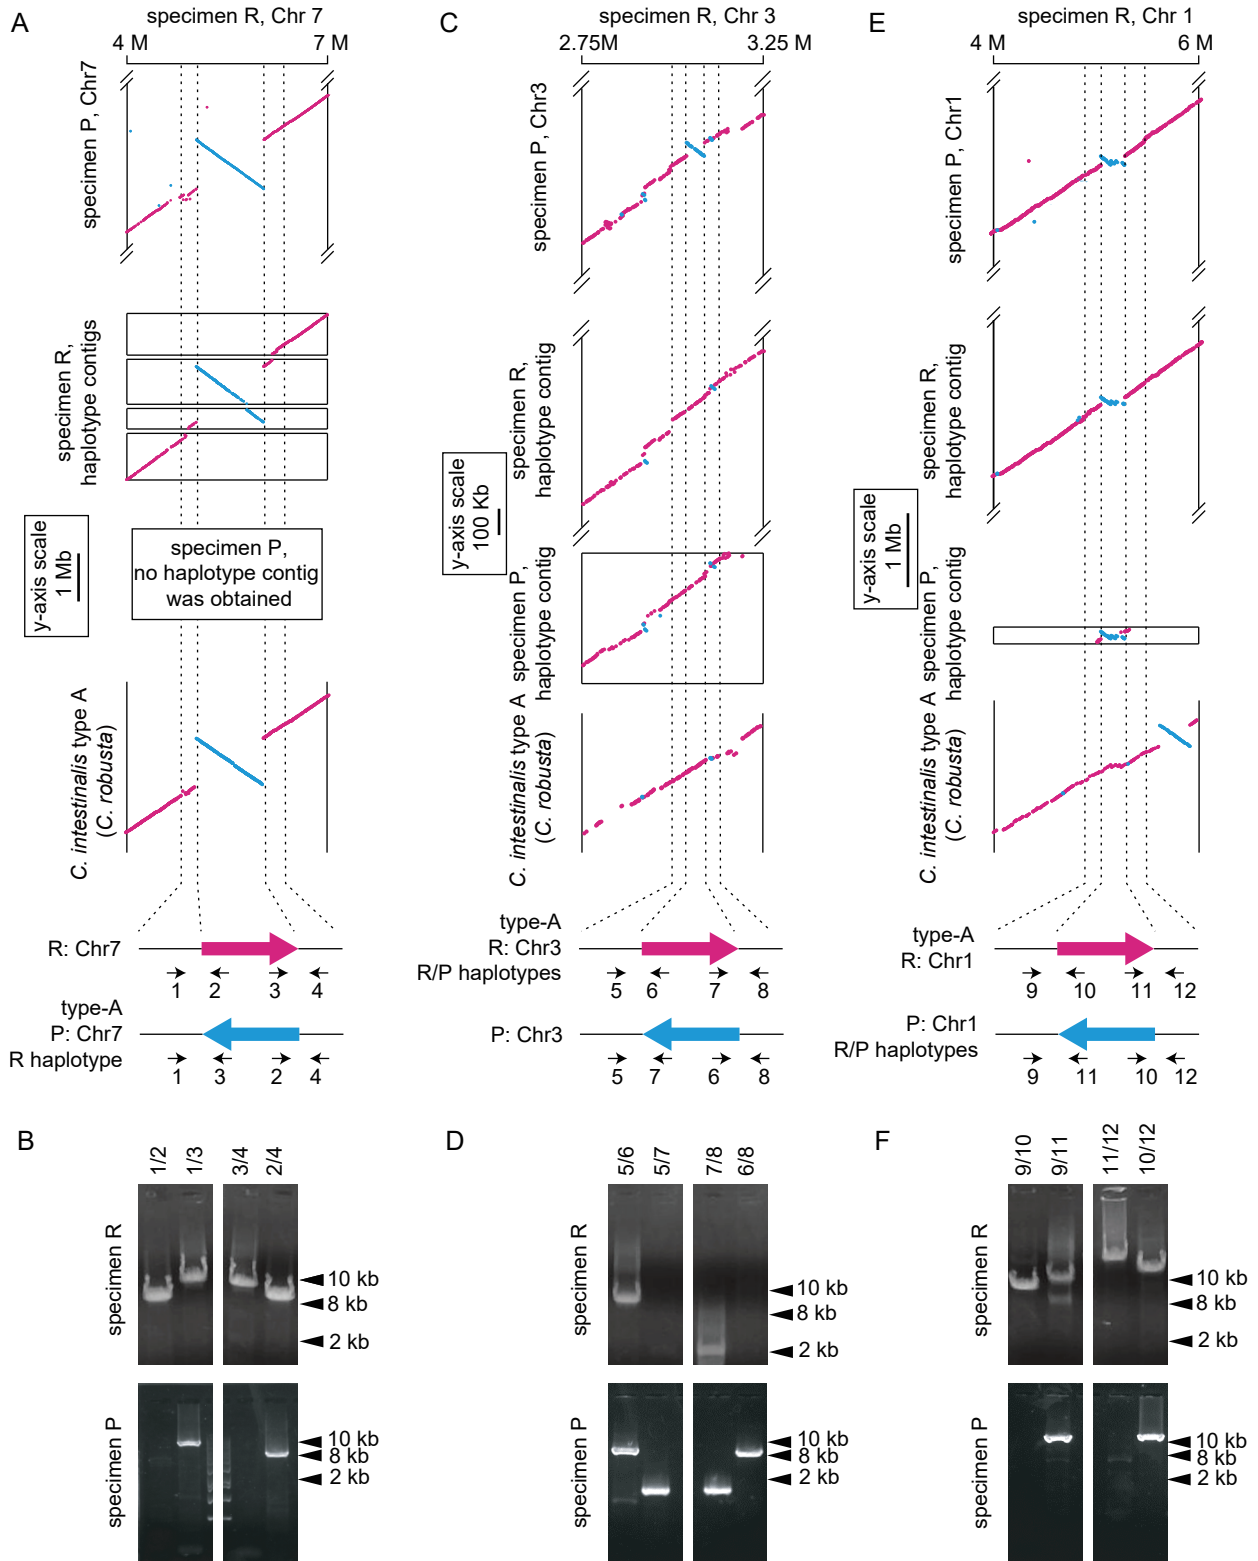 A
specimen R, Chr 7
4 M
7 M
specimen P, Chr7
specimen R,
haplotype contigs
y-axis scale
1 Mb
specimen P,
no haplotype contig
was obtained
C. intestinalis type A
(C. robusta)
R: Chr7
1
2
3
4
type-A
P: Chr7
R haplotype
1
3
2
4
C
specimen R, Chr 3
2.75M
3.25 M
specimen P, Chr3
specimen R,
haplotype contig
y-axis scale
100 Kb
specimen P,
haplotype contig
C. intestinalis type A
(C. robusta)
type-A
R: Chr3
R/P haplotypes
5
6
7
8
P: Chr3
5
7
6
8
E
specimen R, Chr 1
4 M
6 M
specimen P, Chr1
specimen R,
haplotype contig
y-axis scale
1 Mb
specimen P,
haplotype contig
C. intestinalis type A
(C. robusta)
type-A
R: Chr1
9
10
11
12
P: Chr1
R/P haplotypes
9
11
10
12
B
1/2
1/3
3/4
2/4
specimen R
10 kb
8 kb
2 kb
specimen P
10 kb
8 kb
2 kb
D
5/6
5/7
7/8
6/8
specimen R
10 kb
8 kb
2 kb
specimen P
10 kb
8 kb
2 kb
F
9/10
9/11
11/12
10/12
specimen R
10 kb
8 kb
2 kb
specimen P
10 kb
8 kb
2 kb